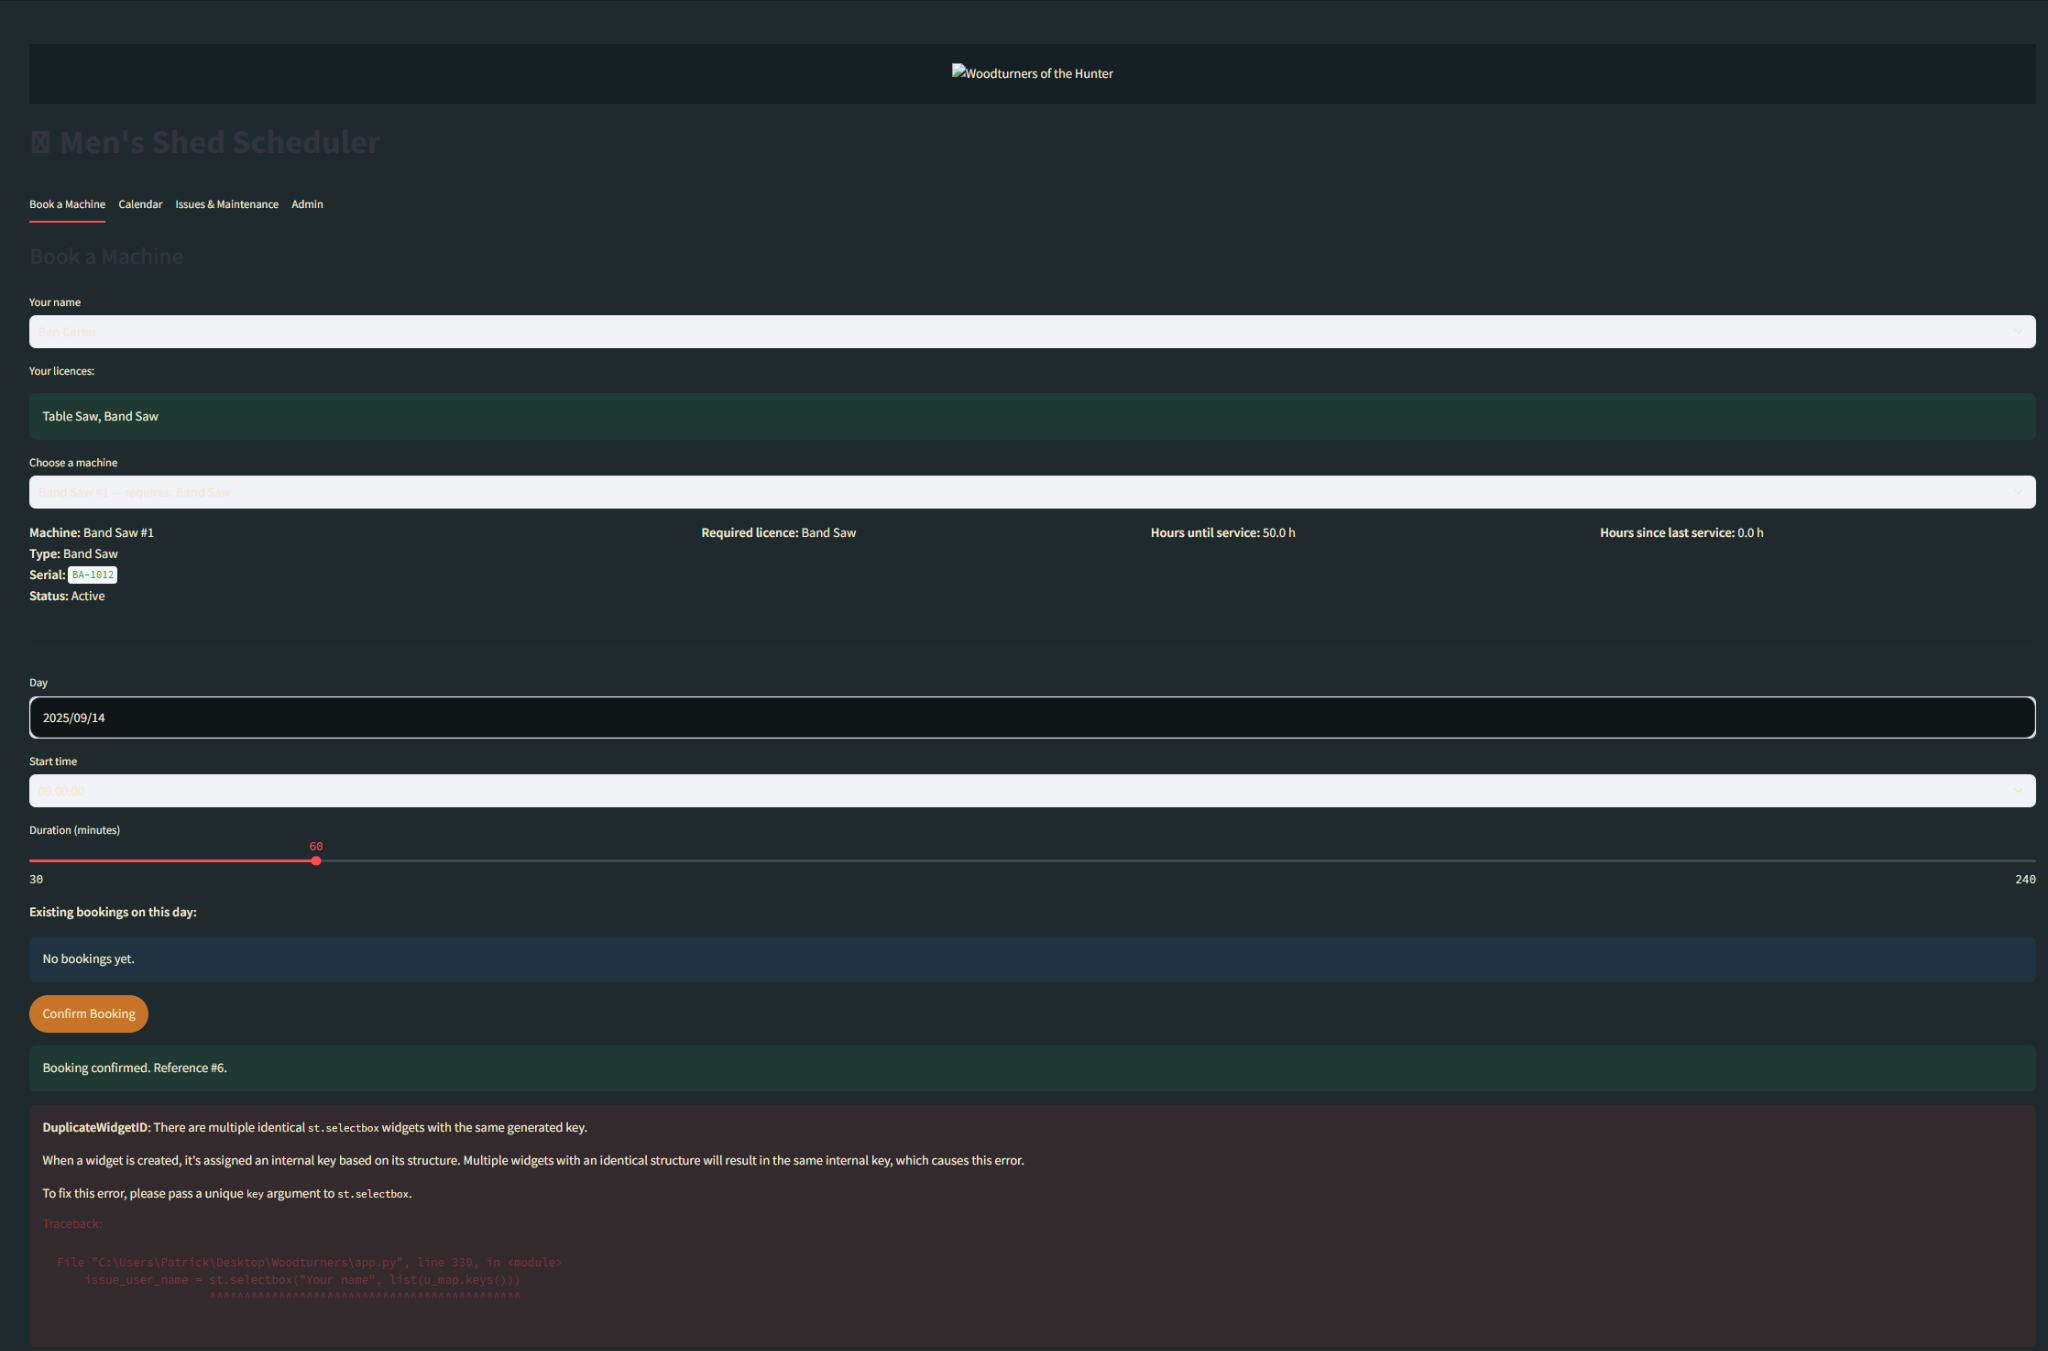 Woodturners of the Hunter
Men's Shed Scheduler
Book a Machine Calendar Issues & Maintenance Admin
Book a Machine
Your name
Ben Carter
Your licences:
Table Saw, Band Saw
Choose a machine
Band Saw #1 — requires: Band Saw
Machine: Band Saw #1 Required licence: Band Saw Hours until service: 50.0 h Hours since last service: 0.0 h
Type: Band Saw
Serial: BA-1012
Status: Active
Day
2025/09/14
Start time
Duration (minutes)
60
30 240
Existing bookings on this day:
No bookings yet.
Confirm Booking
Booking confirmed. Reference #6.
DuplicateWidgetID: There are multiple identical st.selectbox widgets with the same generated key.
When a widget is created, it's assigned an internal key based on its structure. Multiple widgets with an identical structure will result in the same internal key, which causes this error.
To fix this error, please pass a unique key argument to st.selectbox.
Traceback:
File "C:\Users\Patrick\Desktop\Woodturners\app.py", line 330, in <module>
issue_user_name = st.selectbox("Your name", list(u_map.keys()))
^^^^^^^^^^^^^^^^^^^^^^^^^^^^^^^^^^^^^^^^^^^^^